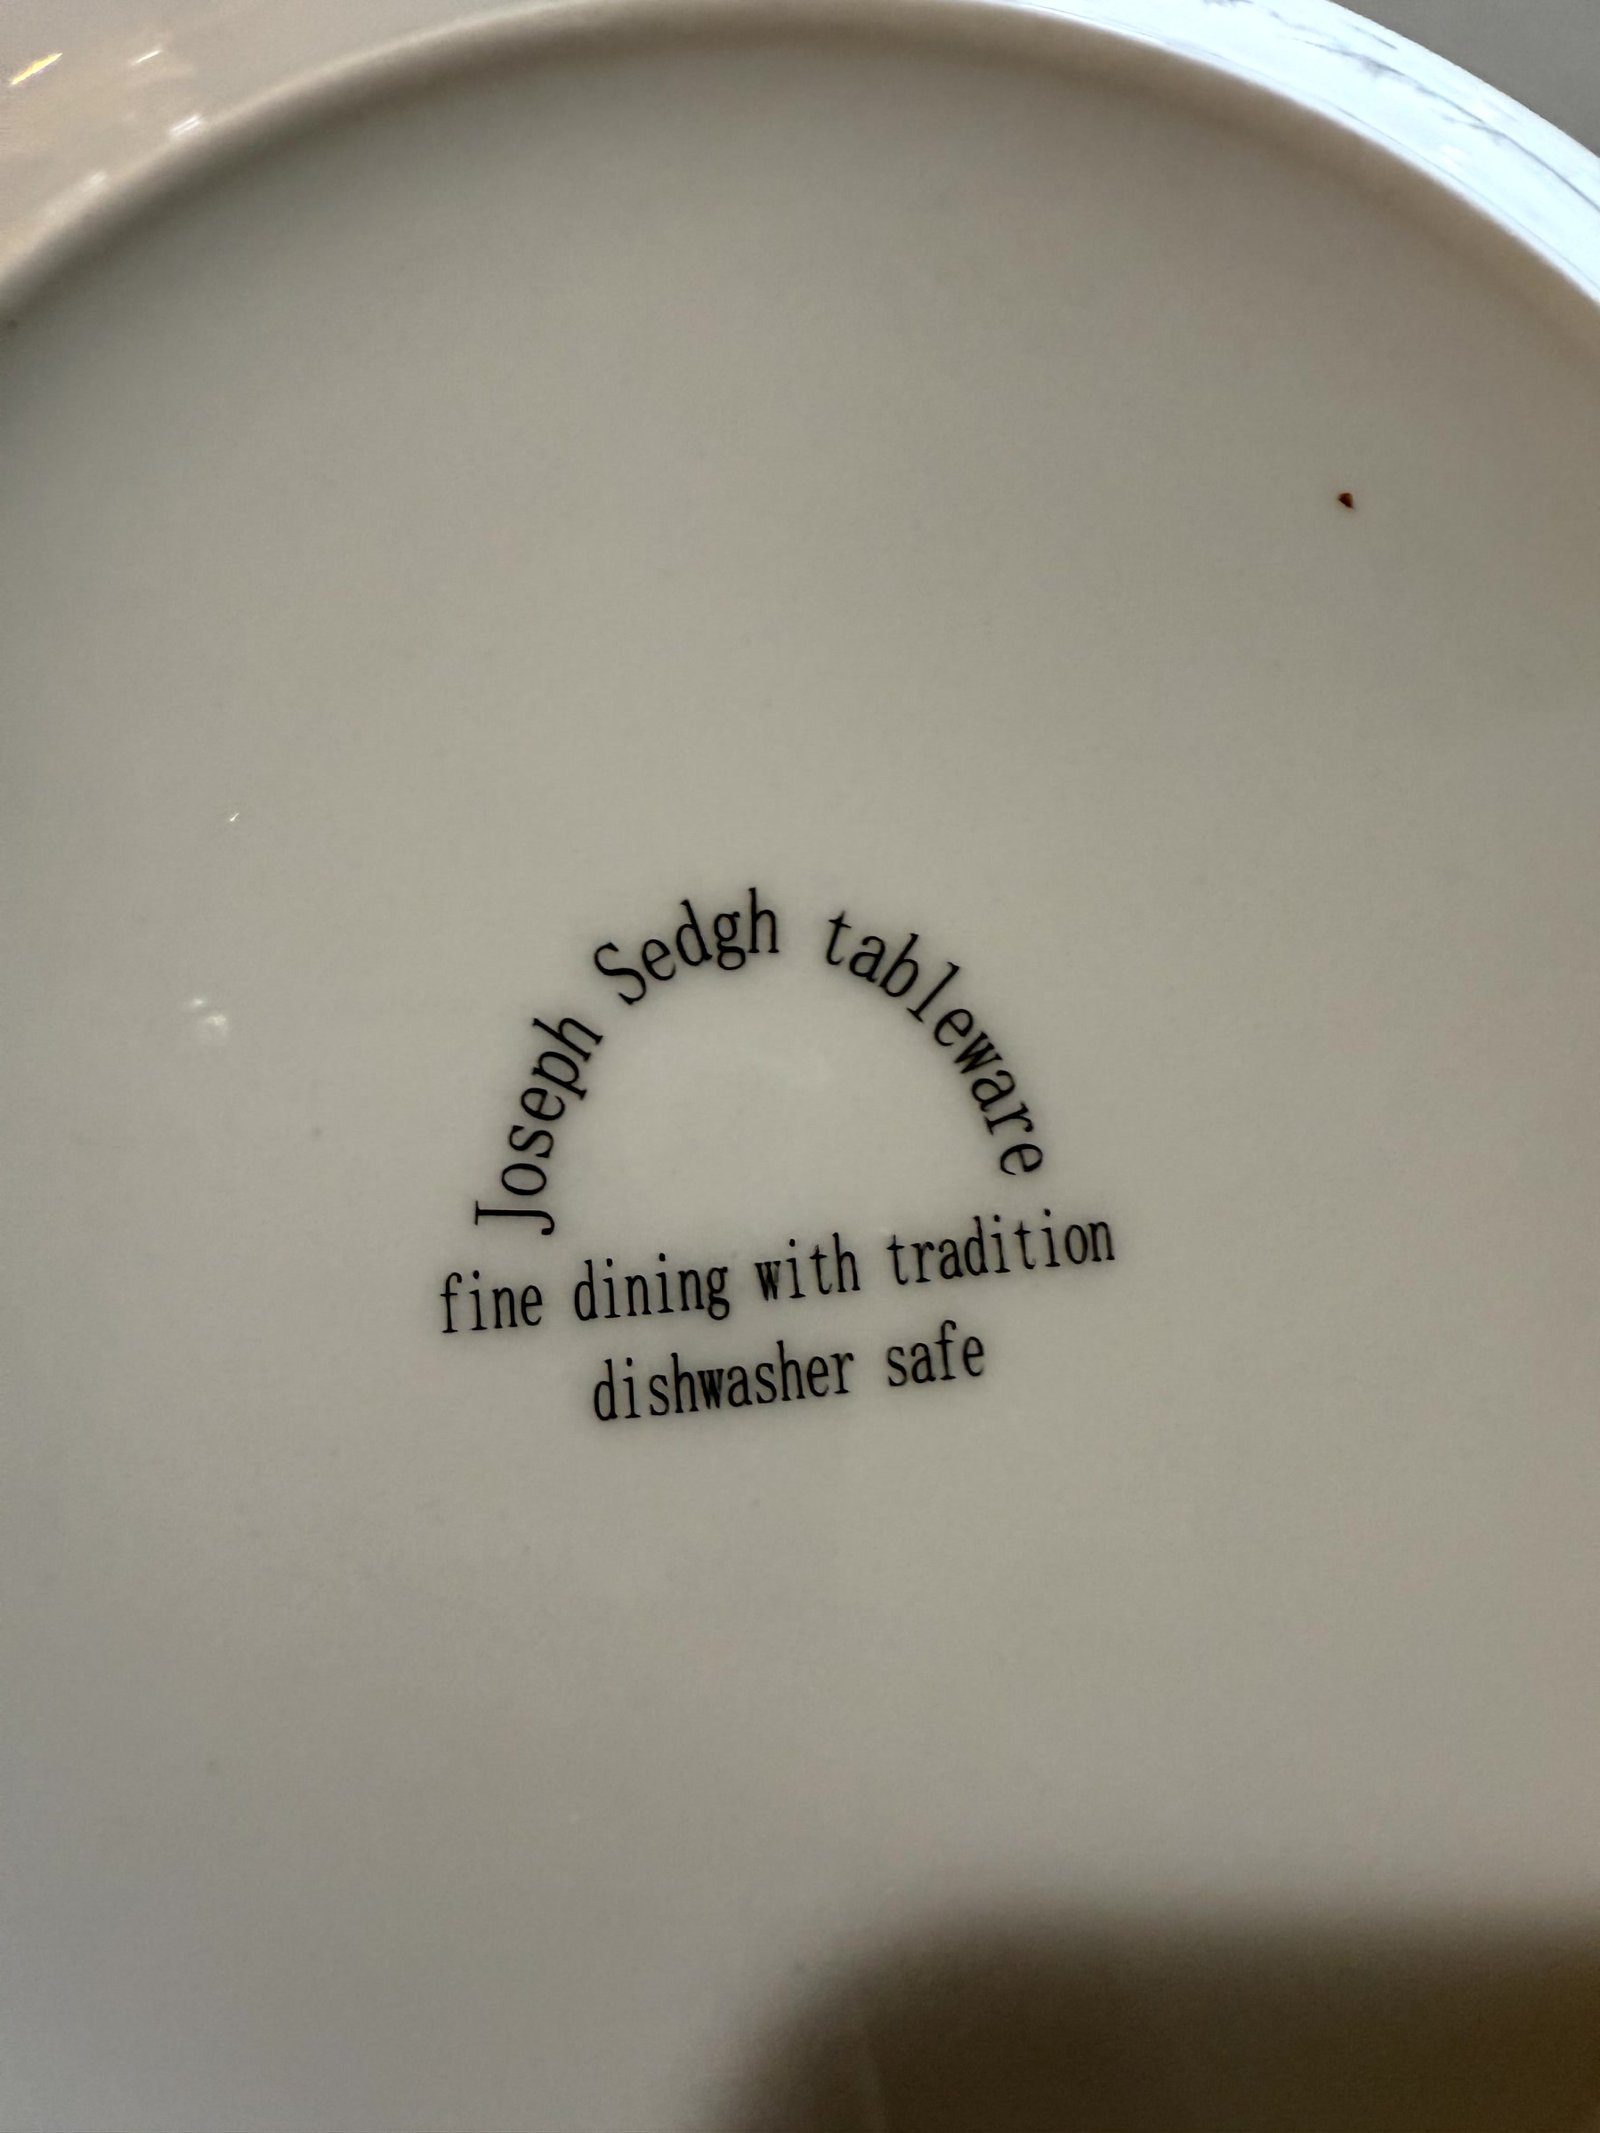 Joseph Sedgh tableware
fine dining with tradition
dishwasher safe